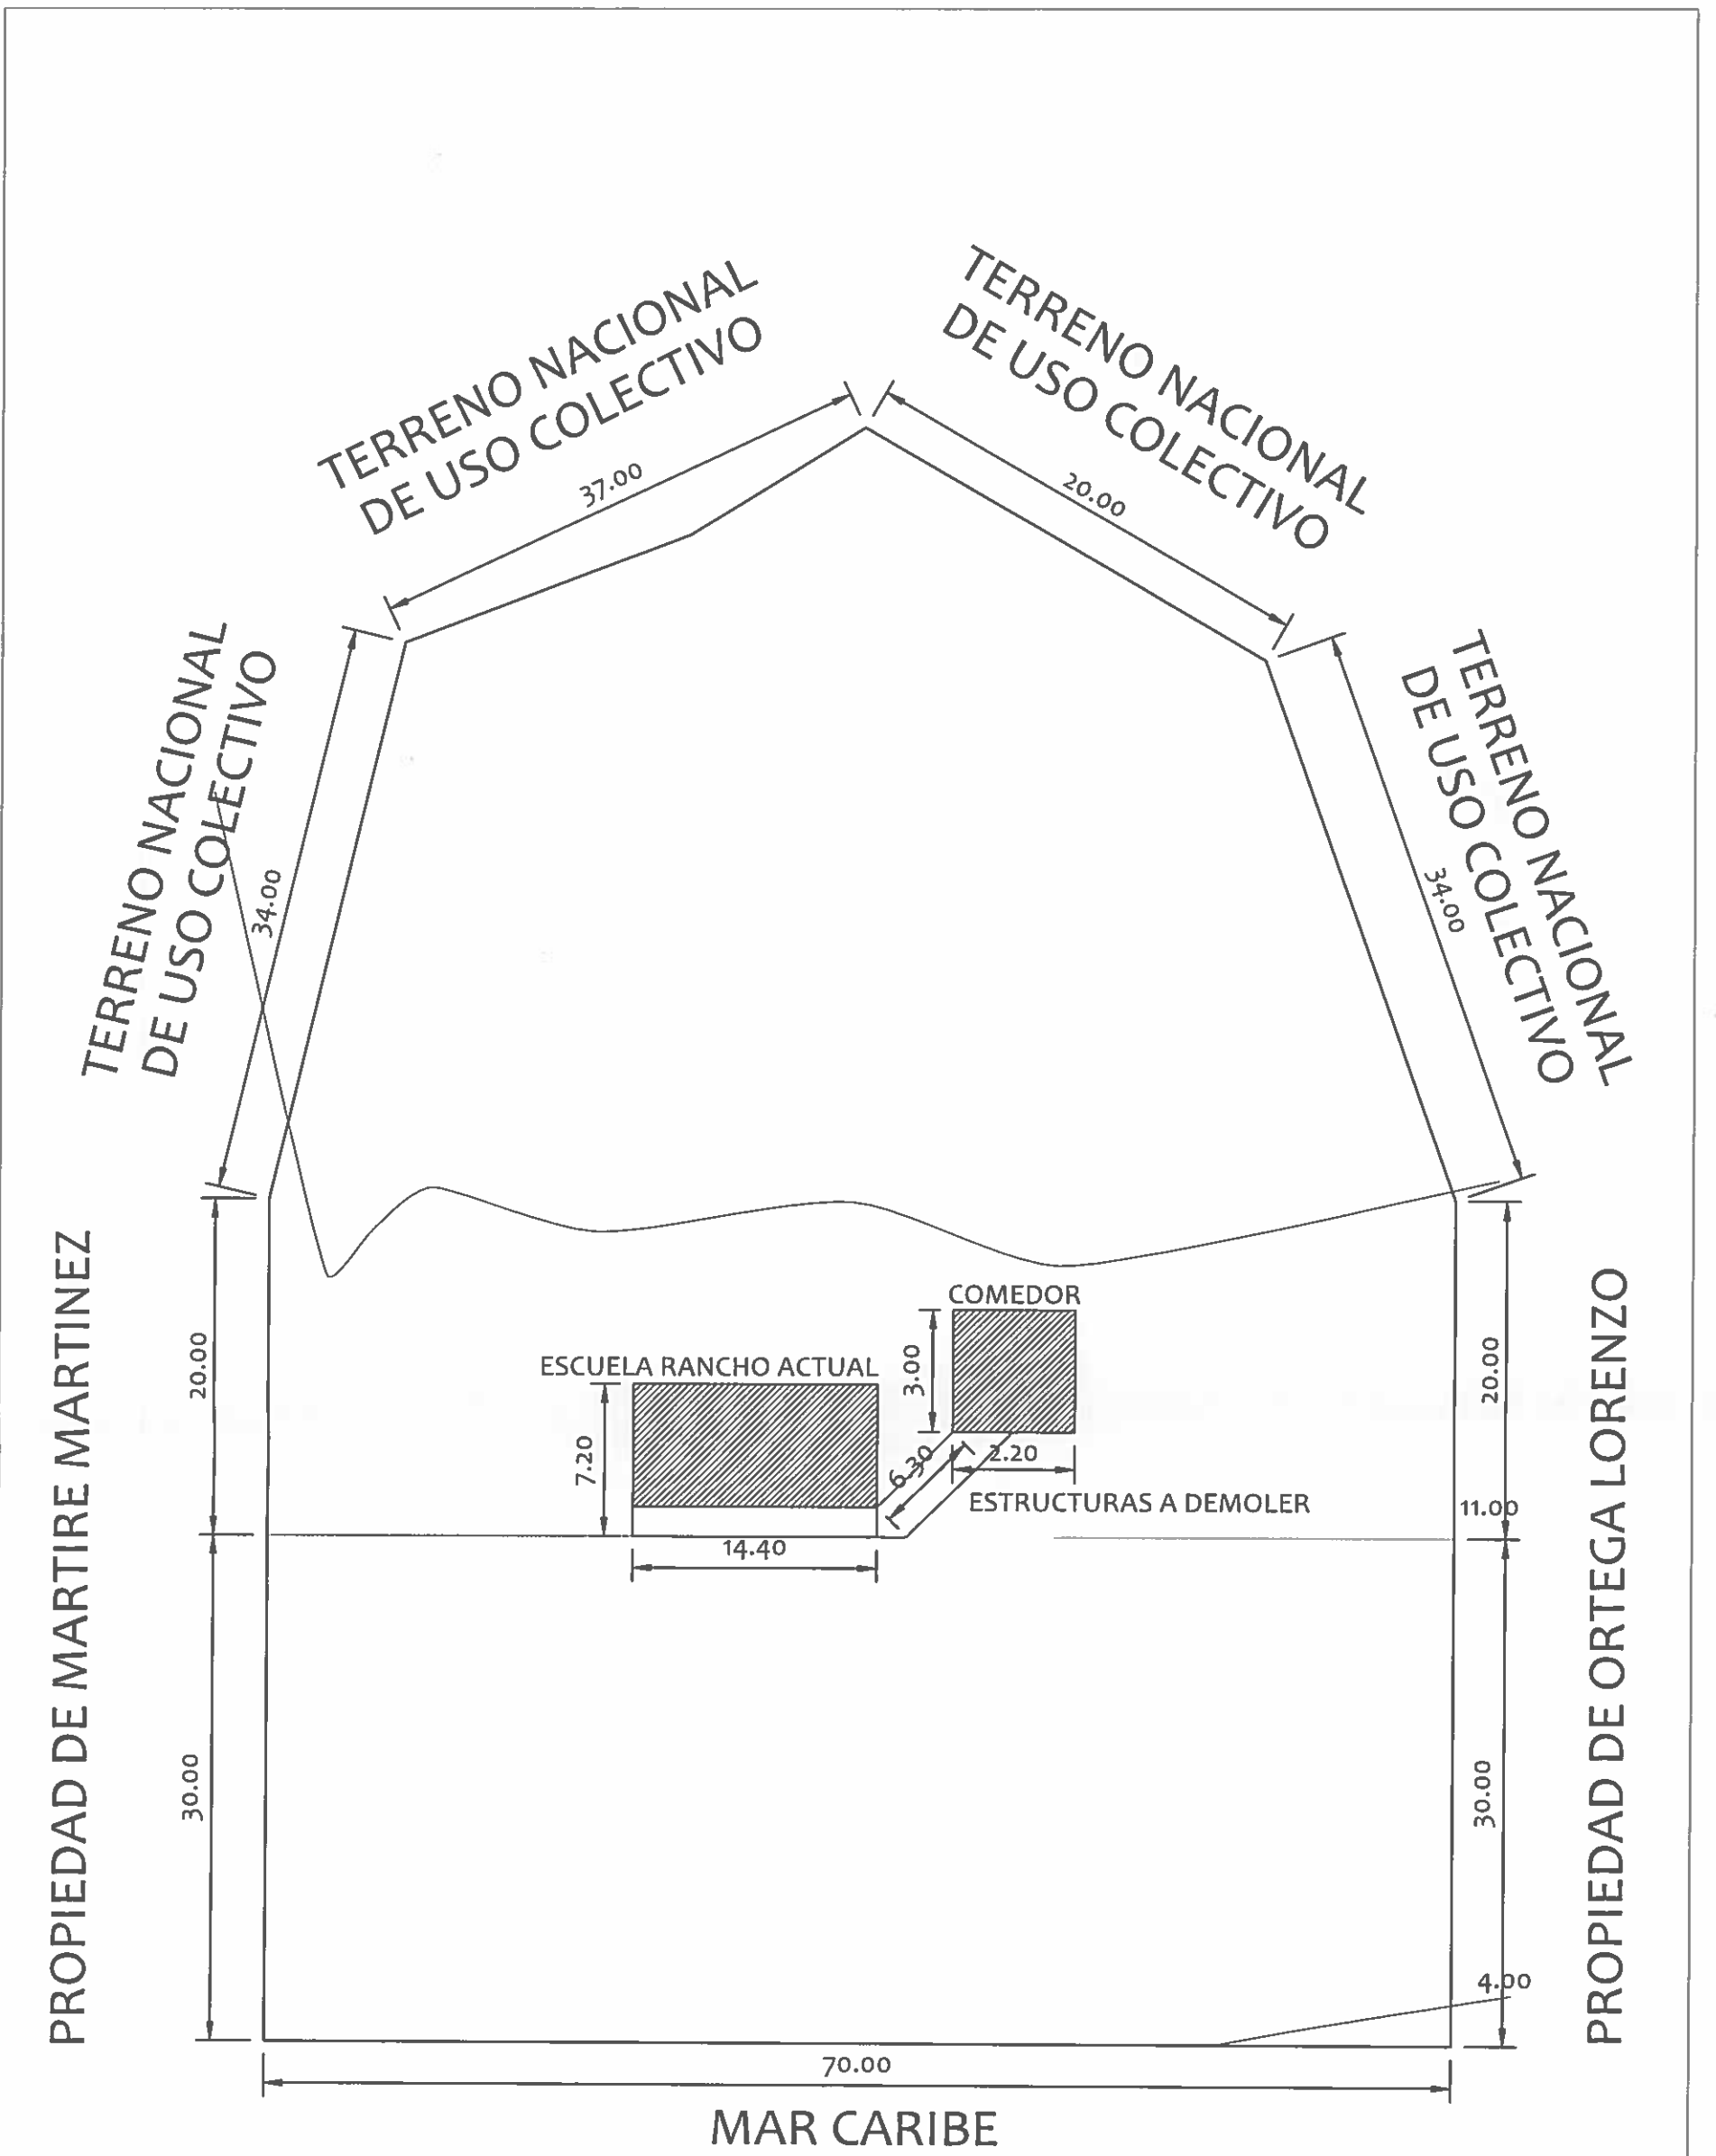 TERRENO NACIONAL
DE USO COLECTIVO
TERRENO NACIONAL
DE USO COLECTIVO
37.00
20.00
TERRENO NACIONAL
DE USO COLECTIVO
34.00
TERRENO NACIONAL
DE USO COLECTIVO
34.00
PROPIEDAD DE MARTIRE MARTINEZ
20.00
30.00
COMEDOR
3.00
2.20
ESCUELA RANCHO ACTUAL
7.20
6.30
14.40
ESTRUCTURAS A DEMOLER
20.00
11.00
30.00
4.00
PROPIEDAD DE ORTEGA LORENZO
70.00
MAR CARIBE